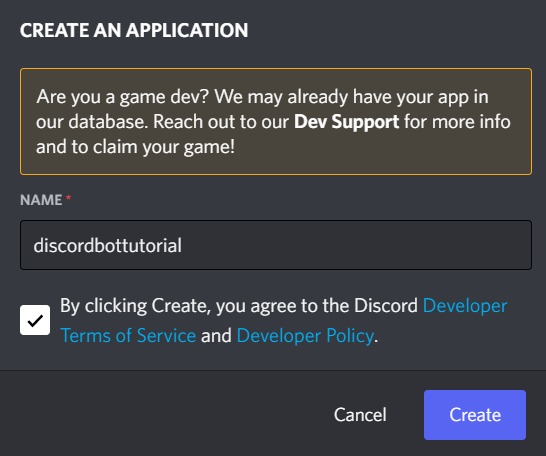 CREATE AN APPLICATION
Are you a game dev? We may already have your app in
our database. Reach out to our Dev Support for more info
and to claim your game!
NAME *
discordbottutorial
By clicking Create, you agree to the Discord Developer
Terms of Service and Developer Policy.
Cancel
Create